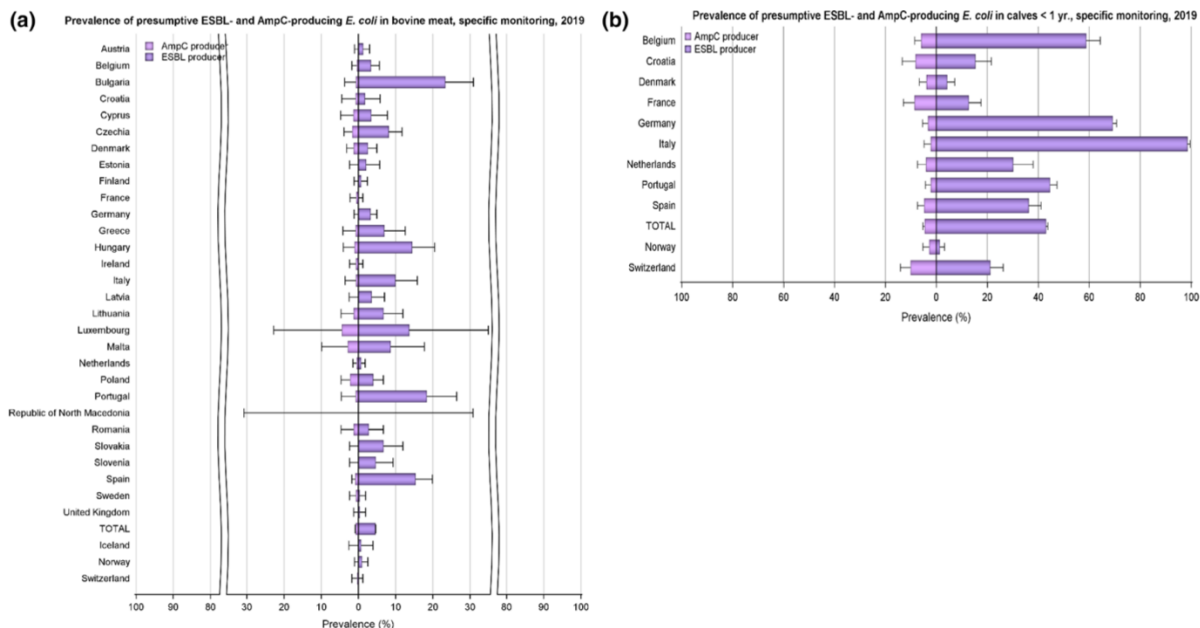 (a)
Prevalence of presumptive ESBL- and AmpC-producing E. coli in bovine meat, specific monitoring, 2019
AmpC producer
ESBL producer
Austria
Belgium
Bulgaria
Croatia
Cyprus
Czechia
Denmark
Estonia
Finland
France
Germany
Greece
Hungary
Ireland
Italy
Latvia
Lithuania
Luxembourg
Malta
Netherlands
Poland
Portugal
Republic of North Macedonia
Romania
Slovakia
Slovenia
Spain
Sweden
United Kingdom
TOTAL
Iceland
Norway
Switzerland
100 80 30 20 10 0 10 20 30 80 100
Prevalence (%)
(b)
Prevalence of presumptive ESBL- and AmpC-producing E. coli in calves < 1 yr., specific monitoring, 2019
AmpC producer
ESBL producer
Belgium
Croatia
Denmark
France
Germany
Italy
Netherlands
Portugal
Spain
TOTAL
Norway
Switzerland
100 80 60 40 20 0 20 40 60 80 100
Prevalence (%)